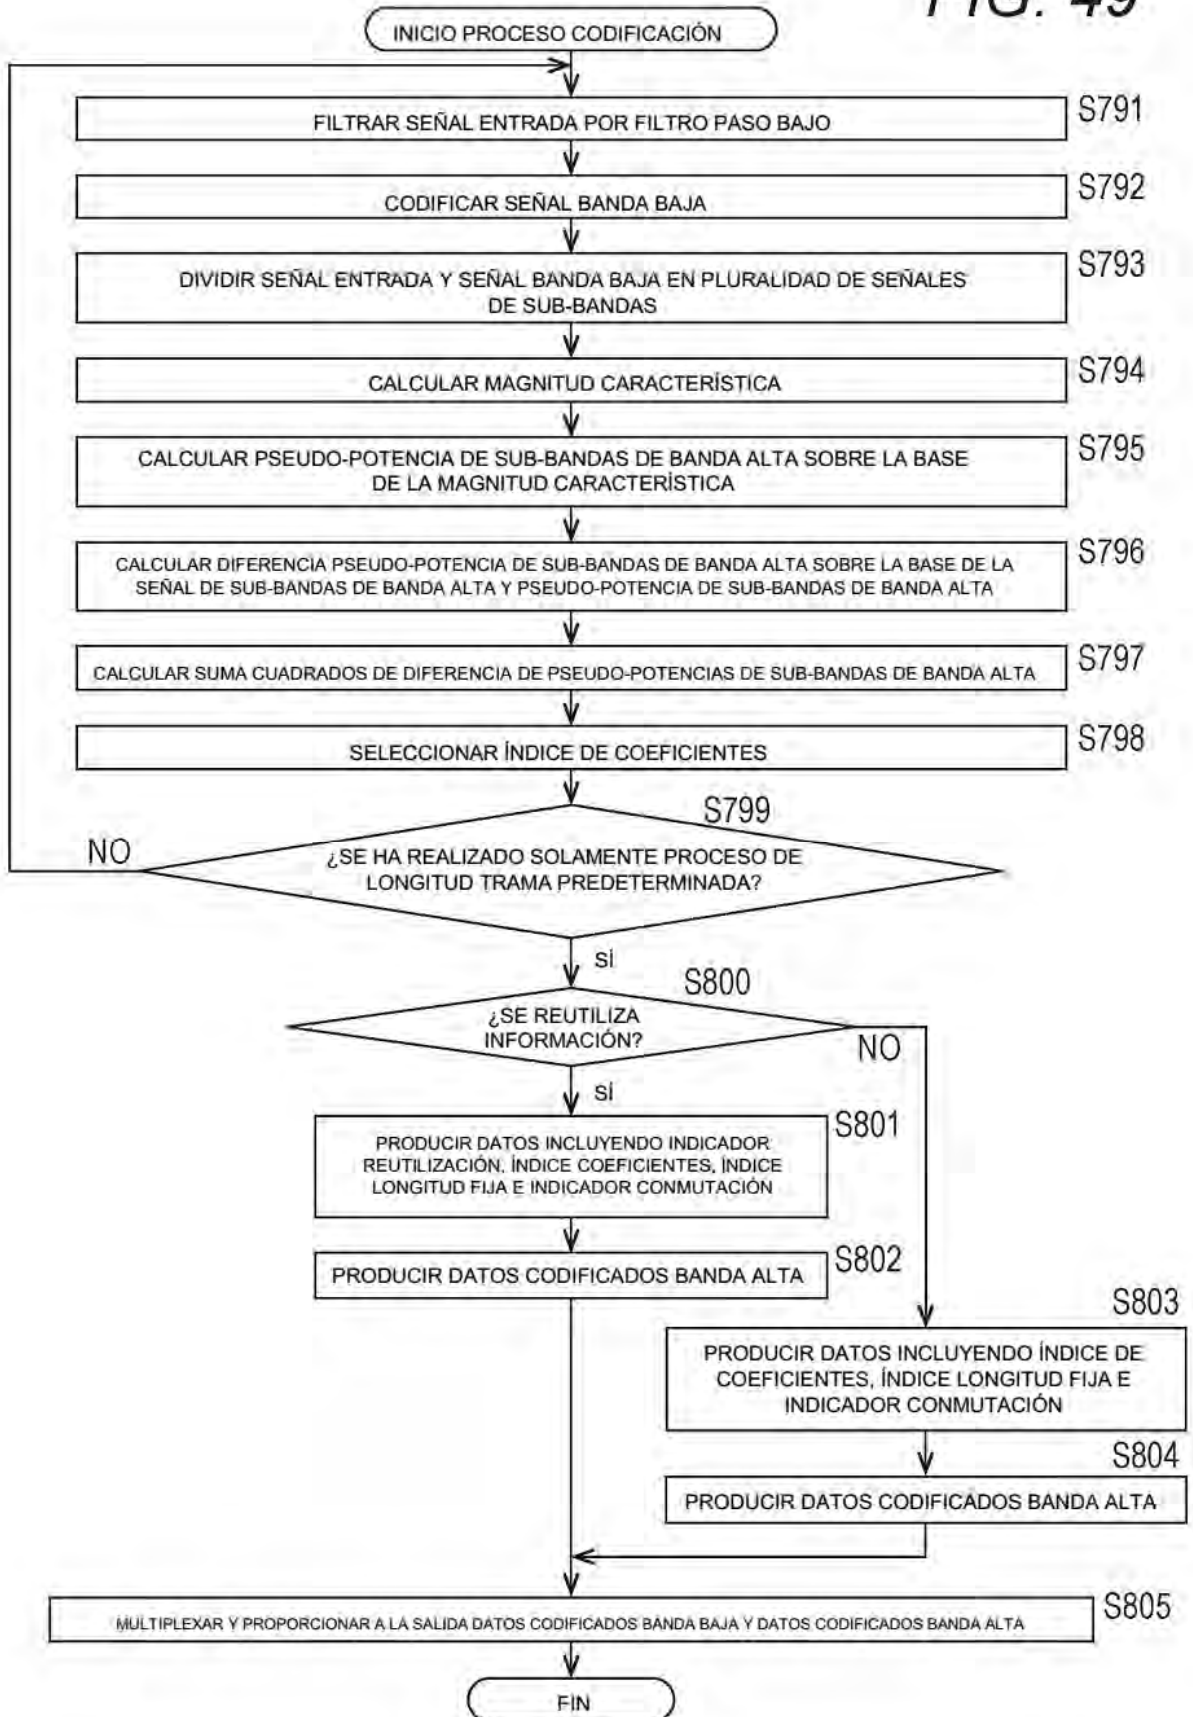 FIG. 49
INICIO PROCESO CODIFICACIÓN
FILTRAR SEÑAL ENTRADA POR FILTRO PASO BAJO
S791
CODIFICAR SEÑAL BANDA BAJA
S792
DIVIDIR SEÑAL ENTRADA Y SEÑAL BANDA BAJA EN PLURALIDAD DE SEÑALES
DE SUB-BANDAS
S793
CALCULAR MAGNITUD CARACTERÍSTICA
S794
CALCULAR PSEUDO-POTENCIA DE SUB-BANDAS DE BANDA ALTA SOBRE LA BASE
DE LA MAGNITUD CARACTERÍSTICA
S795
CALCULAR DIFERENCIA PSEUDO-POTENCIA DE SUB-BANDAS DE BANDA ALTA SOBRE LA BASE DE LA
SEÑAL DE SUB-BANDAS DE BANDA ALTA Y PSEUDO-POTENCIA DE SUB-BANDAS DE BANDA ALTA
S796
CALCULAR SUMA CUADRADOS DE DIFERENCIA DE PSEUDO-POTENCIAS DE SUB-BANDAS DE BANDA ALTA
S797
SELECCIONAR ÍNDICE DE COEFICIENTES
S798
S799
NO
¿SE HA REALIZADO SOLAMENTE PROCESO DE
LONGITUD TRAMA PREDETERMINADA?
SÍ
S800
¿SE REUTILIZA
INFORMACIÓN?
NO
SÍ
S801
PRODUCIR DATOS INCLUYENDO INDICADOR
REUTILIZACIÓN, ÍNDICE COEFICIENTES, ÍNDICE
LONGITUD FIJA E INDICADOR CONMUTACIÓN
S802
PRODUCIR DATOS CODIFICADOS BANDA ALTA
S803
PRODUCIR DATOS INCLUYENDO ÍNDICE DE
COEFICIENTES, ÍNDICE LONGITUD FIJA E
INDICADOR CONMUTACIÓN
S804
PRODUCIR DATOS CODIFICADOS BANDA ALTA
S805
MULTIPLEXAR Y PROPORCIONAR A LA SALIDA DATOS CODIFICADOS BANDA BAJA Y DATOS CODIFICADOS BANDA ALTA
FIN